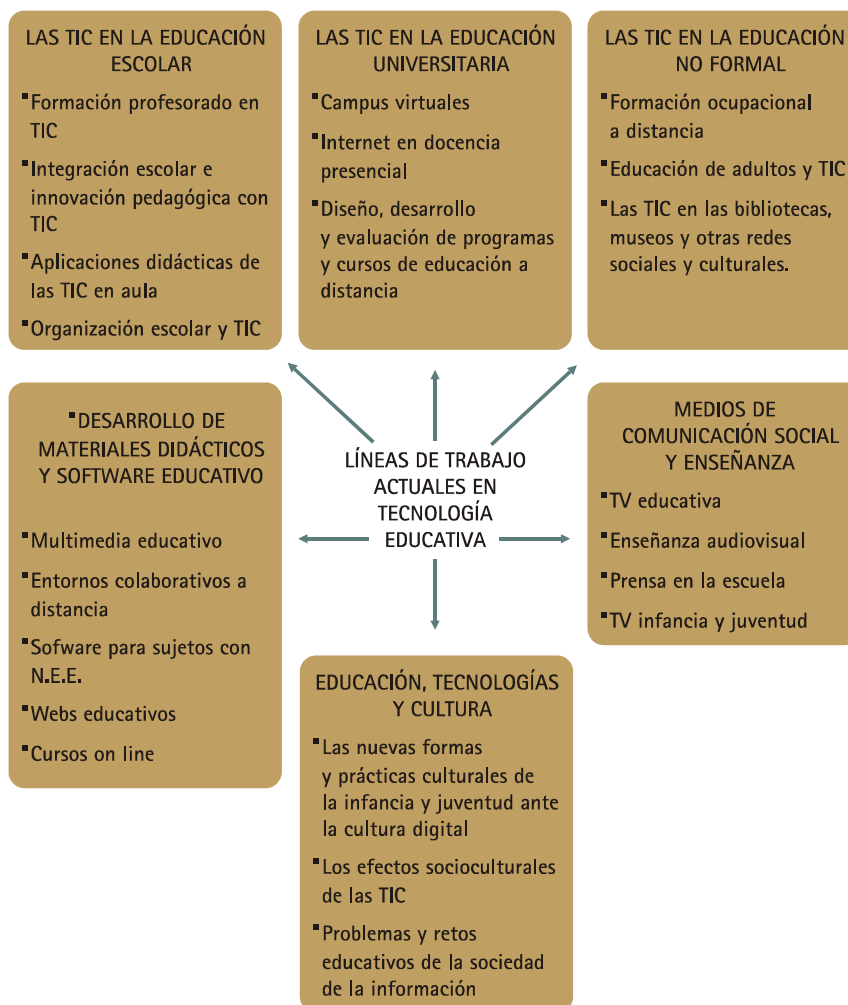 LAS TIC EN LA EDUCACIÓN
ESCOLAR
▪Formación profesorado en
TIC
▪Integración escolar e
innovación pedagógica con
TIC
▪Aplicaciones didácticas de
las TIC en aula
▪Organización escolar y TIC
LAS TIC EN LA EDUCACIÓN
UNIVERSITARIA
▪Campus virtuales
▪Internet en docencia
presencial
▪Diseño, desarrollo
y evaluación de programas
y cursos de educación a
distancia
LAS TIC EN LA EDUCACIÓN
NO FORMAL
▪Formación ocupacional
a distancia
▪Educación de adultos y TIC
▪Las TIC en las bibliotecas,
museos y otras redes
sociales y culturales.
▪DESARROLLO DE
MATERIALES DIDÁCTICOS
Y SOFTWARE EDUCATIVO
▪Multimedia educativo
▪Entornos colaborativos a
distancia
▪Sofware para sujetos con
N.E.E.
▪Webs educativos
▪Cursos on line
LÍNEAS DE TRABAJO
ACTUALES EN
TECNOLOGÍA
EDUCATIVA
MEDIOS DE
COMUNICACIÓN SOCIAL
Y ENSEÑANZA
▪TV educativa
▪Enseñanza audiovisual
▪Prensa en la escuela
▪TV infancia y juventud
EDUCACIÓN, TECNOLOGÍAS
Y CULTURA
▪Las nuevas formas
y prácticas culturales de
la infancia y juventud ante
la cultura digital
▪Los efectos socioculturales
de las TIC
▪Problemas y retos
educativos de la sociedad
de la información